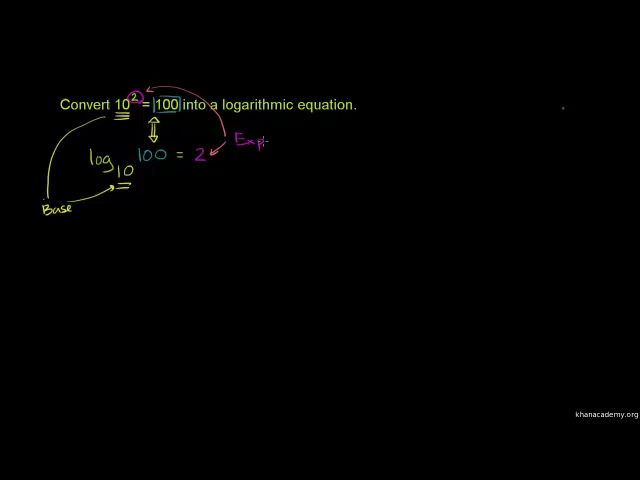 Convert 10² = 100 into a logarithmic equation.
log₁₀ 100 = 2
Exp
Base
khanacademy.org